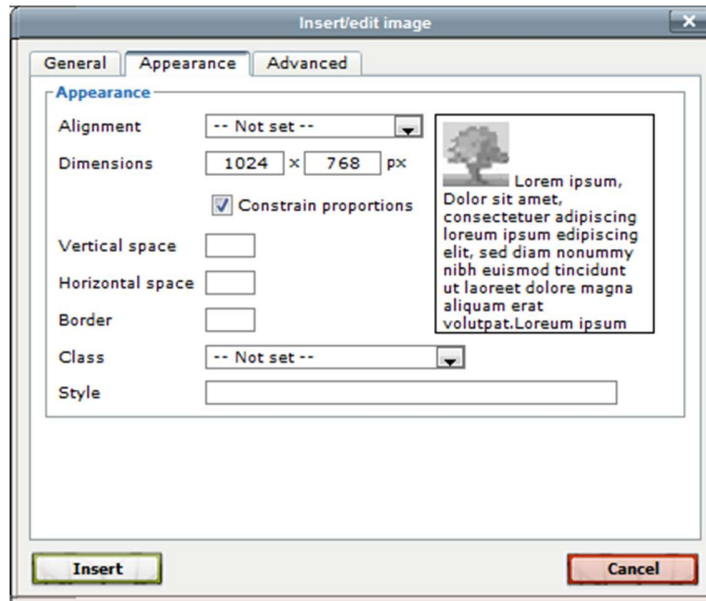 Insert/edit image
General
Appearance
Advanced
Appearance
Alignment
-- Not set --
Dimensions
1024 x 768 px
Constrain proportions
Vertical space
Horizontal space
Border
Class
-- Not set --
Style
Lorem ipsum,
Dolor sit amet,
consectetuer adipiscing
loreum ipsum edipiscing
elit, sed diam nonummy
nibh euismod tincidunt
ut laoreet dolore magna
aliquam erat
volutpat.Loreum ipsum
Insert
Cancel